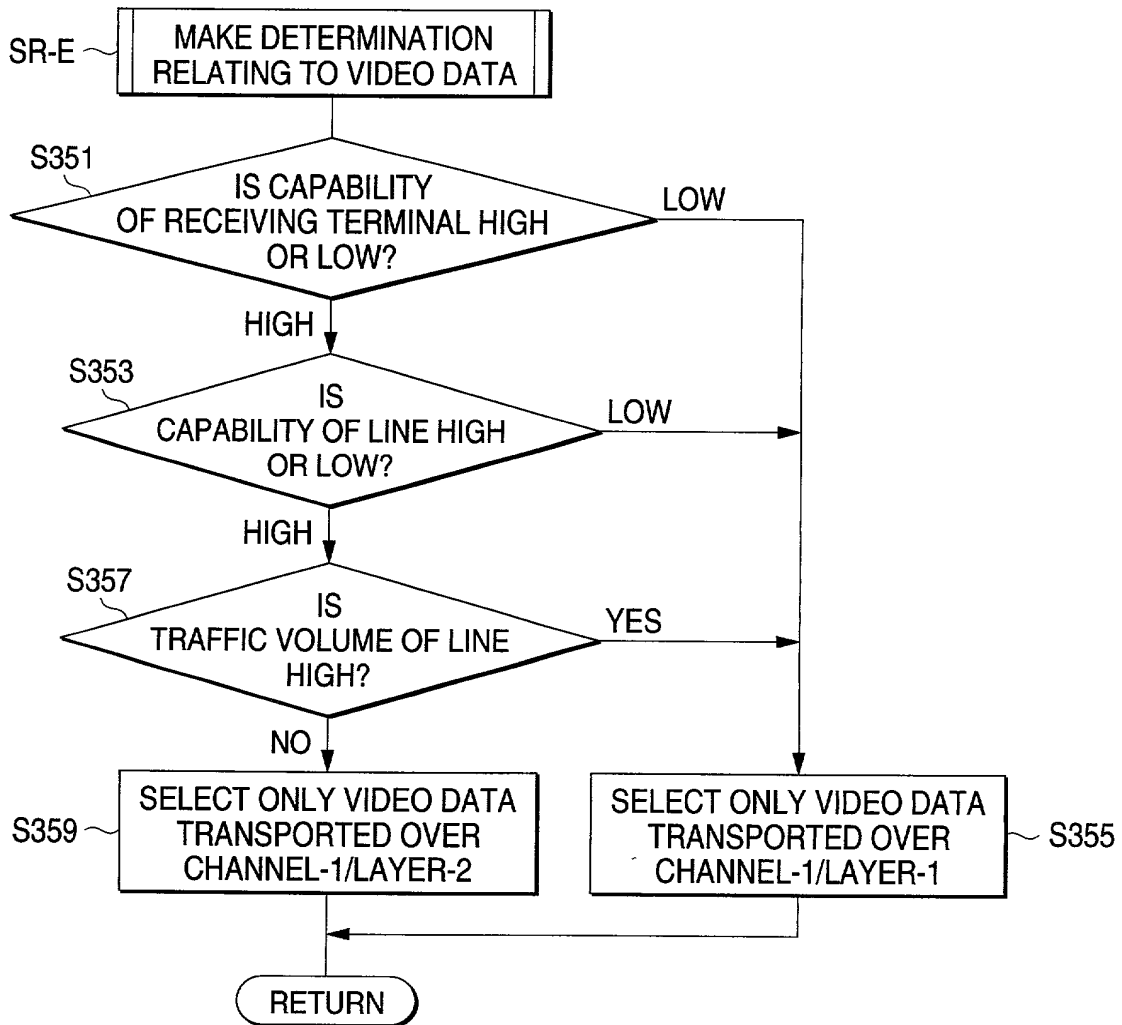 SR-E
MAKE DETERMINATION
RELATING TO VIDEO DATA
S351
IS CAPABILITY
OF RECEIVING TERMINAL HIGH
OR LOW?
LOW
HIGH
S353
IS
CAPABILITY OF LINE HIGH
OR LOW?
LOW
HIGH
S357
IS
TRAFFIC VOLUME OF LINE
HIGH?
YES
NO
S359
SELECT ONLY VIDEO DATA
TRANSPORTED OVER
CHANNEL-1/LAYER-2
SELECT ONLY VIDEO DATA
TRANSPORTED OVER
CHANNEL-1/LAYER-1
S355
RETURN